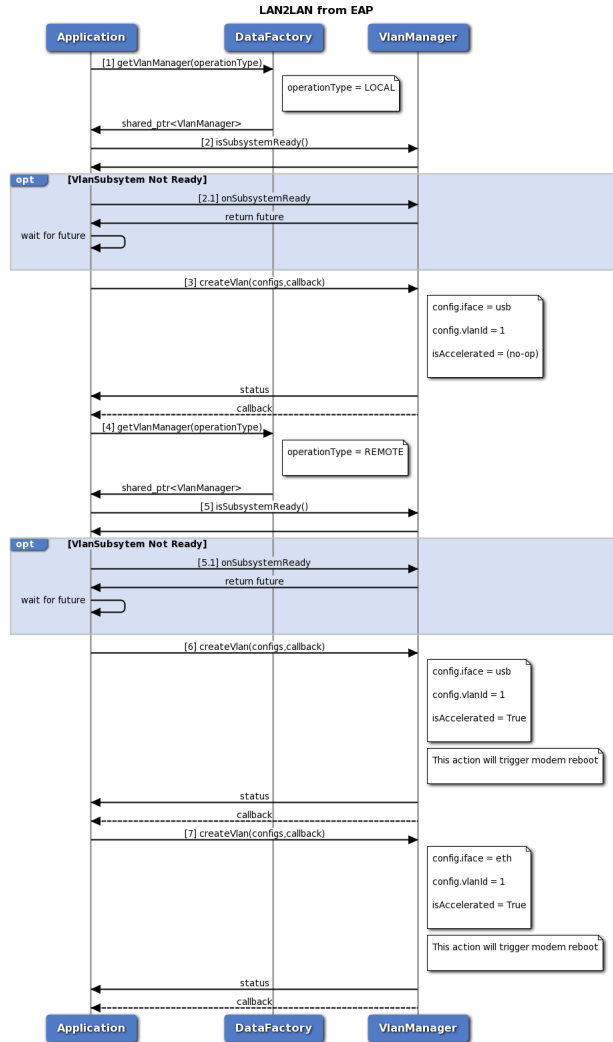 LAN2LAN from EAP
Application DataFactory VlanManager
[1] getVlanManager(operationType)
operationType = LOCAL
shared_ptr<VlanManager>
[2] isSubsystemReady()
opt [VlanSubsytem Not Ready]
[2.1] onSubsystemReady
return future
wait for future
[3] createVlan(configs,callback)
config.iface = usb
config.vlanId = 1
isAccelerated = (no-op)
status
callback
[4] getVlanManager(operationType)
operationType = REMOTE
shared_ptr<VlanManager>
[5] isSubsystemReady()
opt [VlanSubsytem Not Ready]
[5.1] onSubsystemReady
return future
wait for future
[6] createVlan(configs,callback)
config.iface = usb
config.vlanId = 1
isAccelerated = True
This action will trigger modem reboot
status
callback
[7] createVlan(configs,callback)
config.iface = eth
config.vlanId = 1
isAccelerated = True
This action will trigger modem reboot
status
callback
Application DataFactory VlanManager